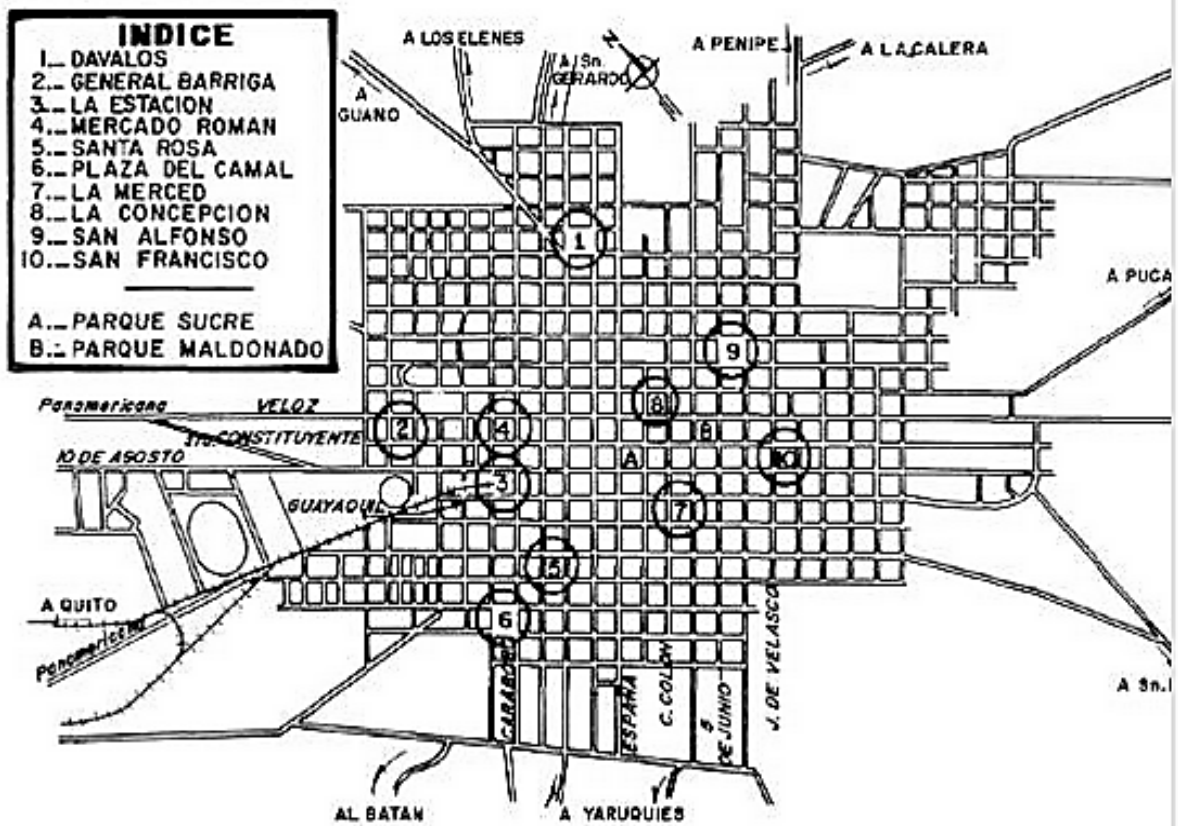 INDICE
1._ DAVALOS
2._ GENERAL BARRIGA
3._ LA ESTACION
4._ MERCADO ROMAN
5._ SANTA ROSA
6._ PLAZA DEL CAMAL
7._ LA MERCED
8._ LA CONCEPCION
9._ SAN ALFONSO
10._ SAN FRANCISCO
A._ PARQUE SUCRE
B._ PARQUE MALDONADO
A LOS ELENES
A Sn. GERARDO
N
A PENIPE
A LA CALERA
A GUANO
1
A PUCA
9
8
Panamericana
VELOZ
2
4
B
CONSTITUYENTE
10 DE AGOSTO
A
10
3
GUAYAQUIL
7
5
A QUITO
6
Panamericana
CARABOBO
ESPAÑA
C. COLON
5 DE JUNIO
J. DE VELASCO
A Sn.
AL BATAN
A YARUQUIES